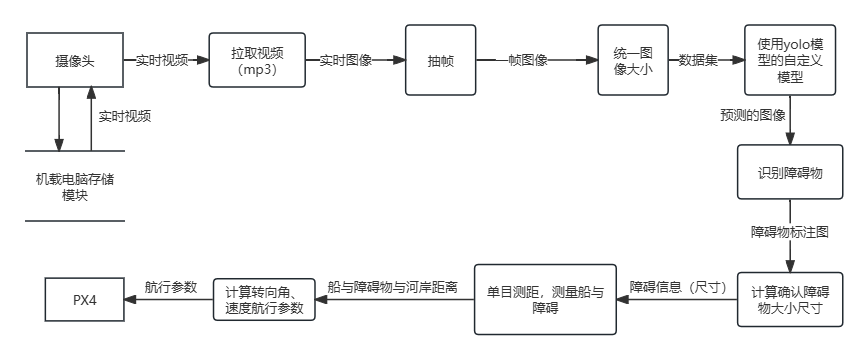 摄像头
实时视频
拉取视频
（mp3）
实时图像
抽帧
帧图像
统一图
像大小
数据集
使用yolo模
型的自定义
模型
实时视频
预测的图像
机载电脑存储
模块
识别障碍物
障碍物标注图
计算确认障碍
物大小尺寸
障碍信息（尺寸）
单目测距，测量船与
障碍
船与障碍物与河岸距离
计算转向角、
速度航行参数
航行参数
PX4